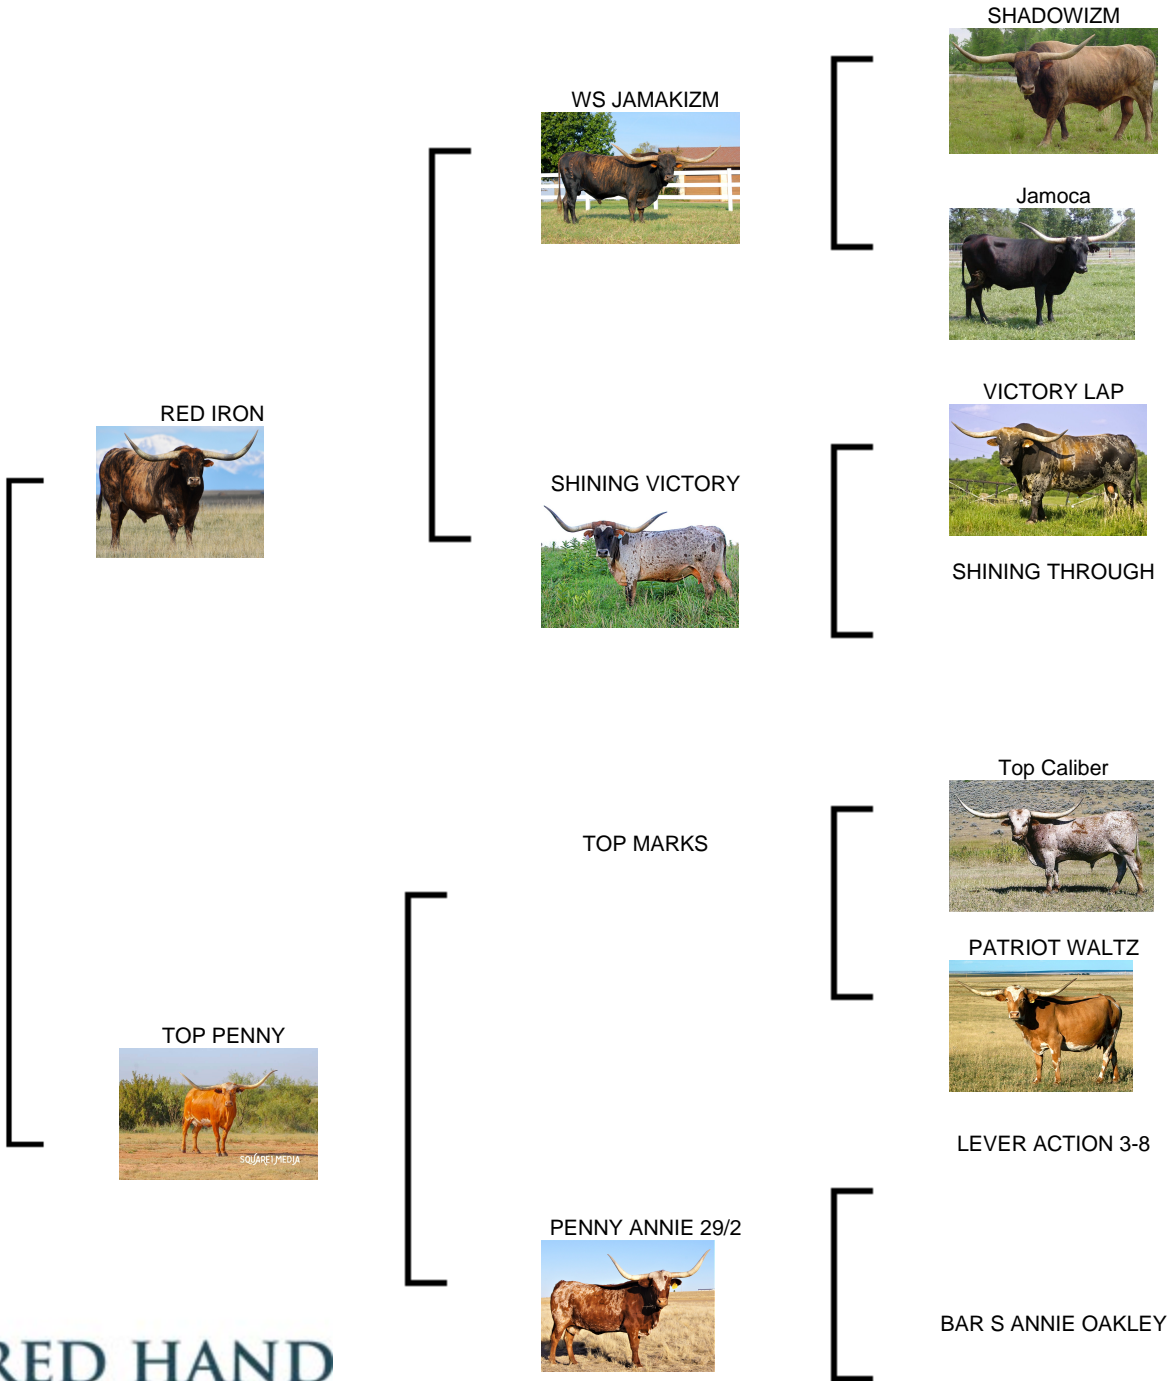 SHADOWIZM
WS JAMAKIZM
Jamoca
VICTORY LAP
RED IRON
SHINING VICTORY
SHINING THROUGH
Top Caliber
TOP MARKS
PATRIOT WALTZ
TOP PENNY
SQUARE1MEDIA
LEVER ACTION 3-8
PENNY ANNIE 29/2
BAR S ANNIE OAKLEY
RED HAND